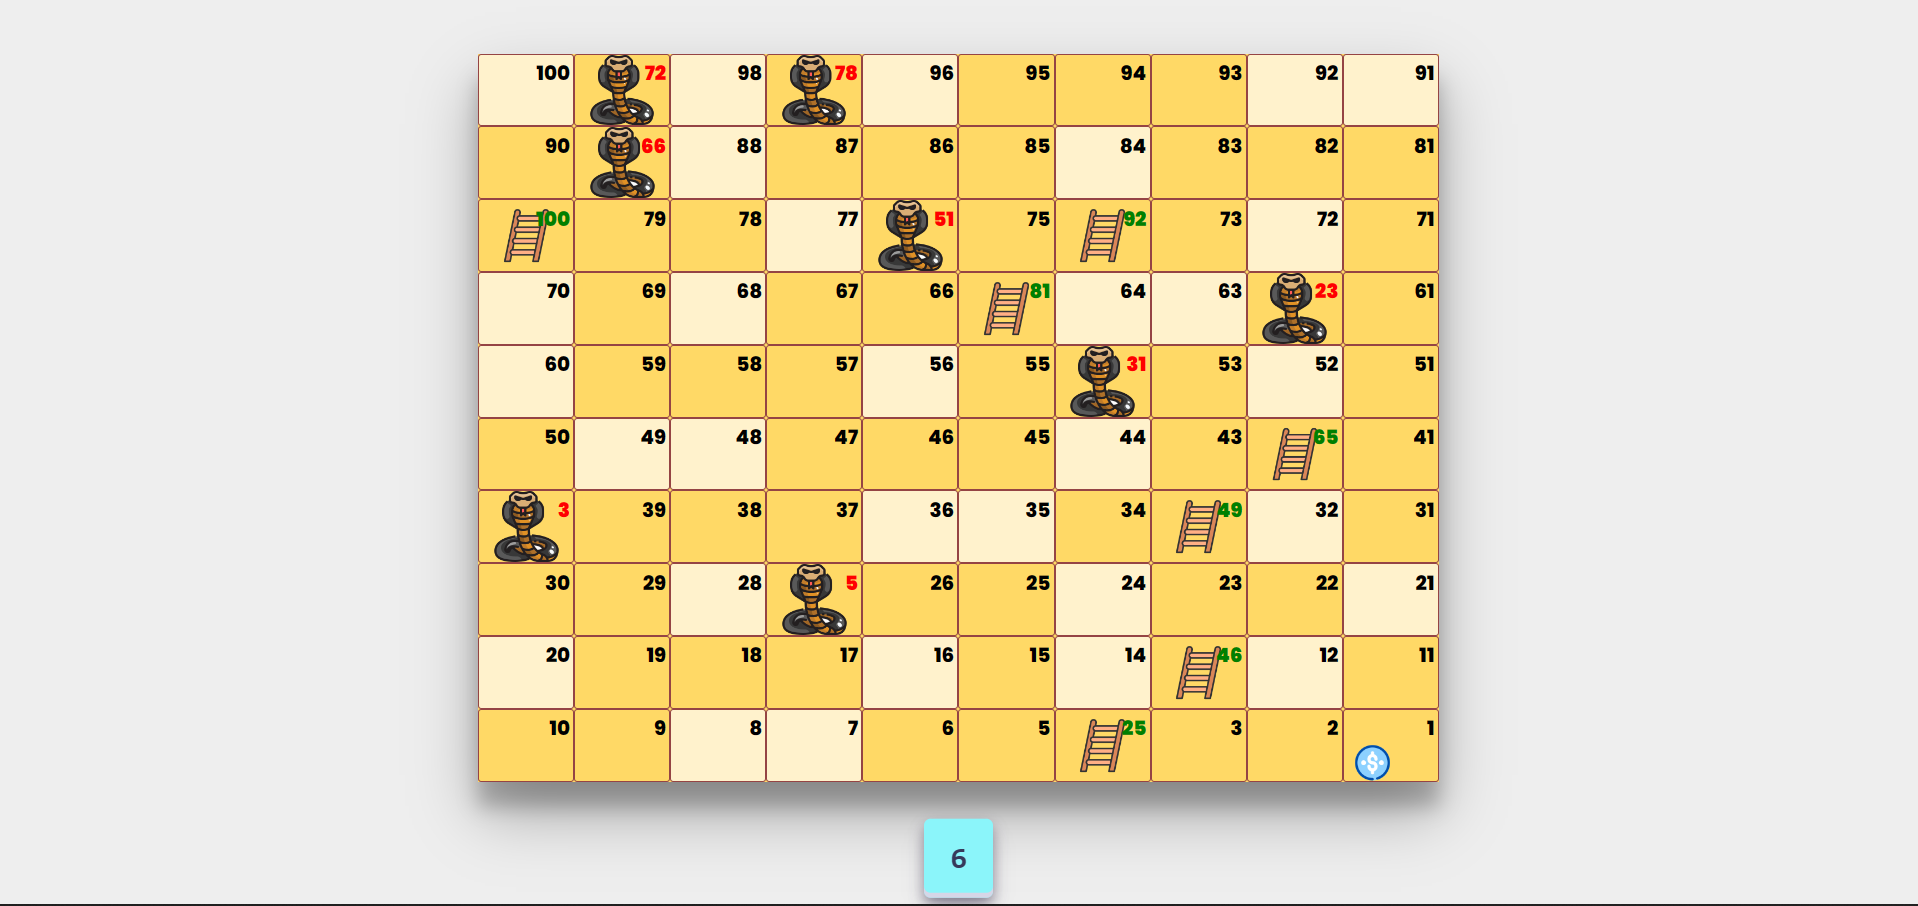 100 72 98 78 96 95 94 93 92 91
90 66 88 87 86 85 84 83 82 81
100 79 78 77 51 75 92 73 72 71
70 69 68 67 66 81 64 63 23 61
60 59 58 57 56 55 31 53 52 51
50 49 48 47 46 45 44 43 65 41
3 39 38 37 36 35 34 49 32 31
30 29 28 5 26 25 24 23 22 21
20 19 18 17 16 15 14 46 12 11
10 9 8 7 6 5 25 3 2 1
$
6